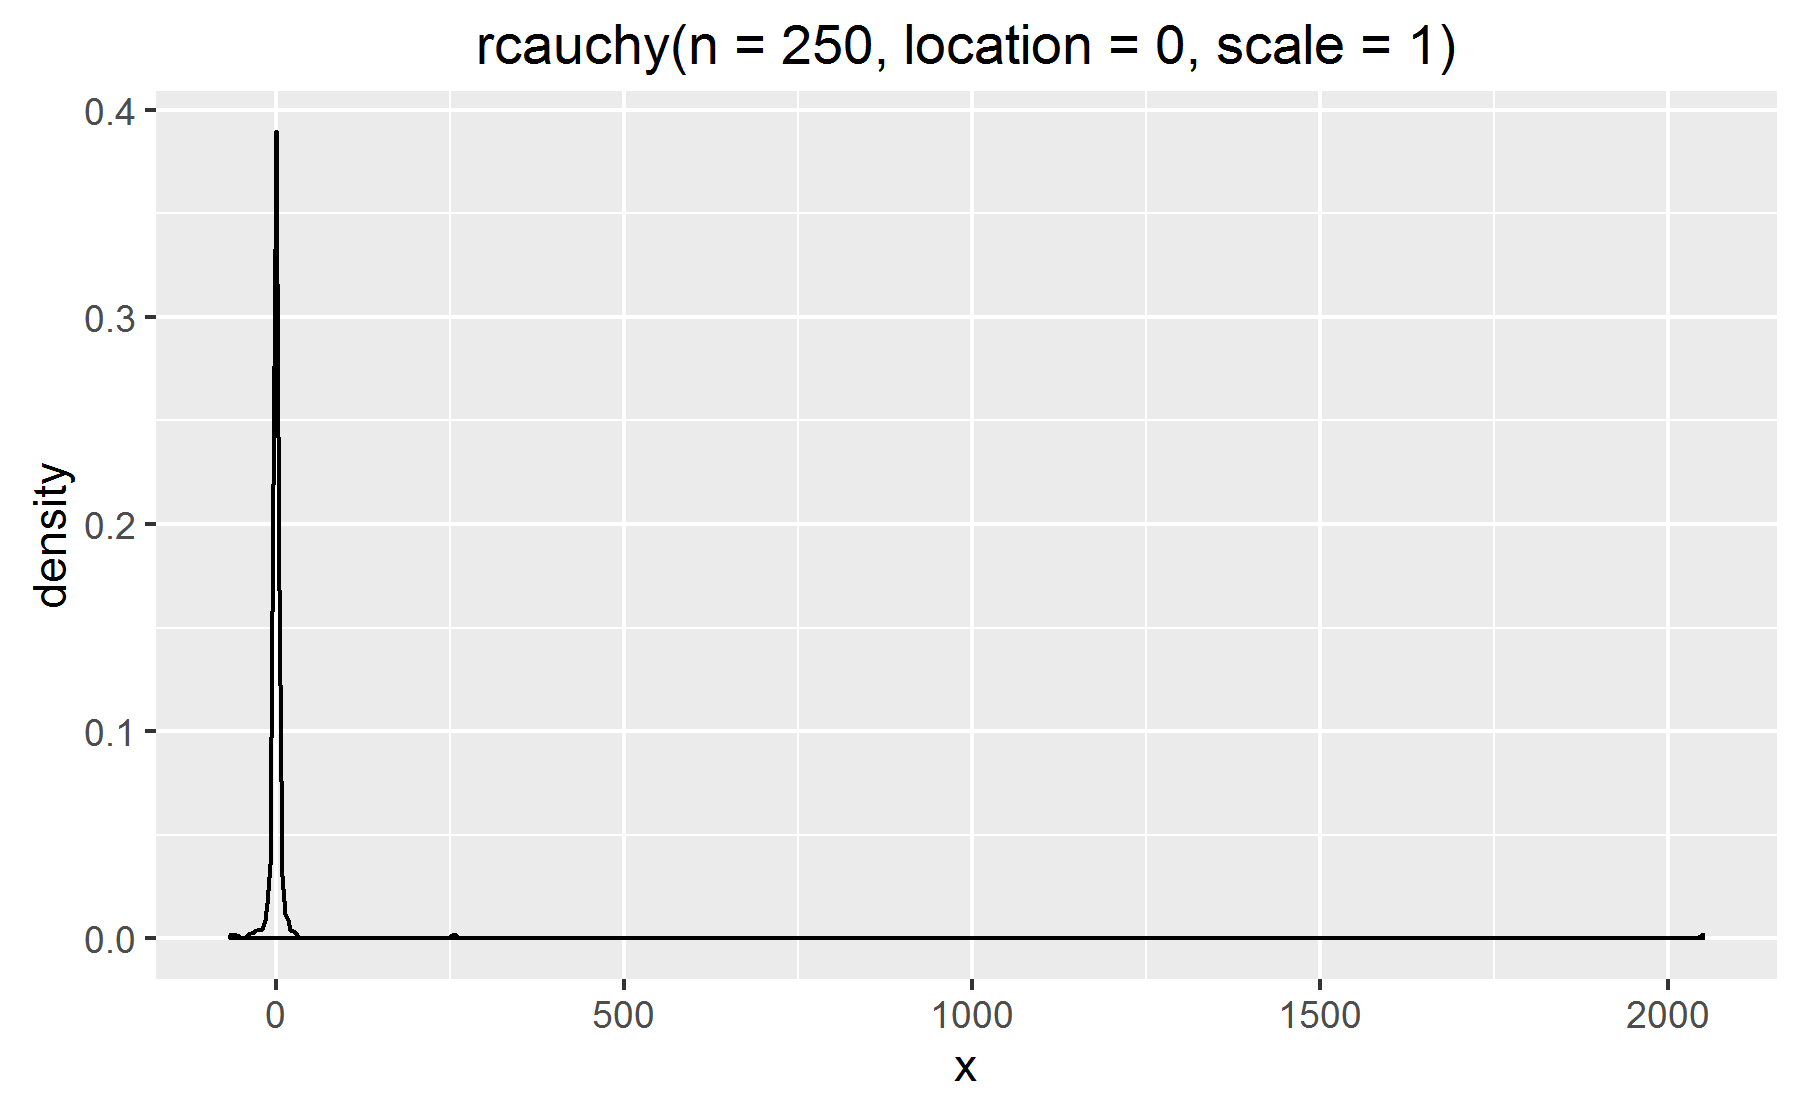 rcauchy(n = 250, location = 0, scale = 1)
0.4
0.3
0.2
0.1
0.0
density
0 500 1000 1500 2000
x